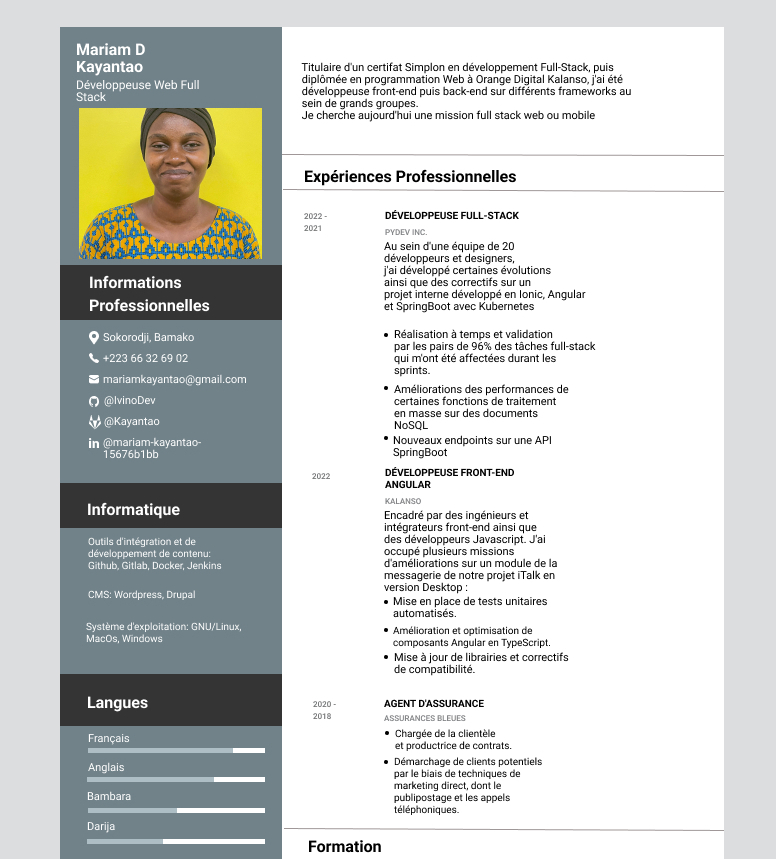 Mariam D
Kayantao
Développeuse Web Full
Stack
Informations
Professionnelles
Sokorodji, Bamako
+223 66 32 69 02
mariamkayantao@gmail.com
@IvinoDev
@Kayantao
in @mariam-kayantao-
15676b1bb
Informatique
Outils d'intégration et de
développement de contenu:
Github, Gitlab, Docker, Jenkins
CMS: Wordpress, Drupal
Système d'exploitation: GNU/Linux,
MacOs, Windows
Langues
Français
Anglais
Bambara
Darija
Titulaire d'un certifat Simplon en développement Full-Stack, puis
diplômée en programmation Web à Orange Digital Kalanso, j'ai été
développeuse front-end puis back-end sur différents frameworks au
sein de grands groupes.
Je cherche aujourd'hui une mission full stack web ou mobile
Expériences Professionnelles
2022 -
2021
DÉVELOPPEUSE FULL-STACK
PYDEV INC.
Au sein d'une équipe de 20
développeurs et designers,
j'ai développé certaines évolutions
ainsi que des correctifs sur un
projet interne développé en Ionic, Angular
et SpringBoot avec Kubernetes
• Réalisation à temps et validation
par les pairs de 96% des tâches full-stack
qui m'ont été affectées durant les
sprints.
• Améliorations des performances de
certaines fonctions de traitement
en masse sur des documents
NoSQL
• Nouveaux endpoints sur une API
SpringBoot
2022
DÉVELOPPEUSE FRONT-END
ANGULAR
KALANSO
Encadré par des ingénieurs et
intégrateurs front-end ainsi que
des développeurs Javascript. J'ai
occupé plusieurs missions
d'améliorations sur un module de la
messagerie de notre projet iTalk en
version Desktop :
• Mise en place de tests unitaires
automatisés.
• Amélioration et optimisation de
composants Angular en TypeScript.
• Mise à jour de librairies et correctifs
de compatibilité.
2020 -
2018
AGENT D'ASSURANCE
ASSURANCES BLEUES
• Chargée de la clientèle
et productrice de contrats.
• Démarchage de clients potentiels
par le biais de techniques de
marketing direct, dont le
publipostage et les appels
téléphoniques.
Formation